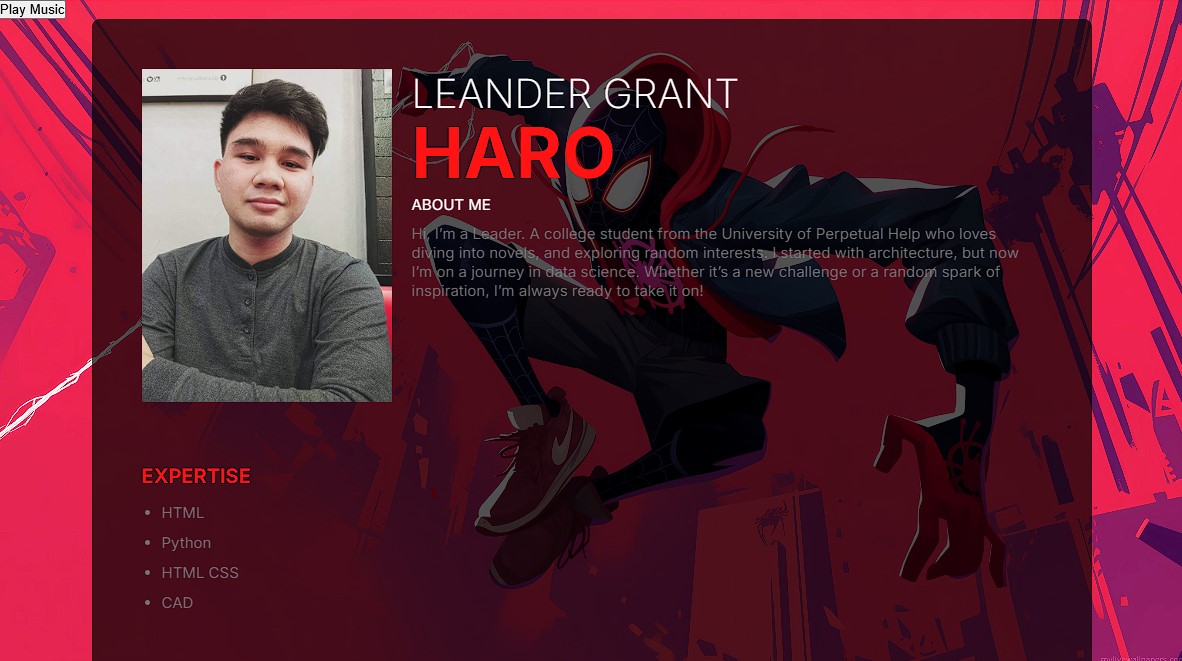 Play Music
LEANDER GRANT
HARO
ABOUT ME
Hi, I'm a Leader. A college student from the University of Perpetual Help who loves
diving into novels, and exploring random interests. I started with architecture, but now
I'm on a journey in data science. Whether it's a new challenge or a random spark of
inspiration, I'm always ready to take it on!
EXPERTISE
HTML
Python
HTML CSS
CAD